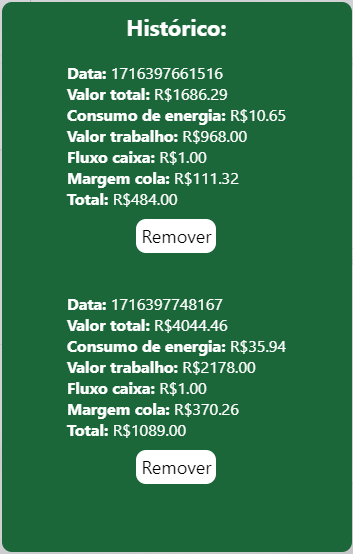 Histórico:
Data: 1716397661516
Valor total: R$1686.29
Consumo de energia: R$10.65
Valor trabalho: R$968.00
Fluxo caixa: R$1.00
Margem cola: R$111.32
Total: R$484.00
Remover
Data: 1716397748167
Valor total: R$4044.46
Consumo de energia: R$35.94
Valor trabalho: R$2178.00
Fluxo caixa: R$1.00
Margem cola: R$370.26
Total: R$1089.00
Remover